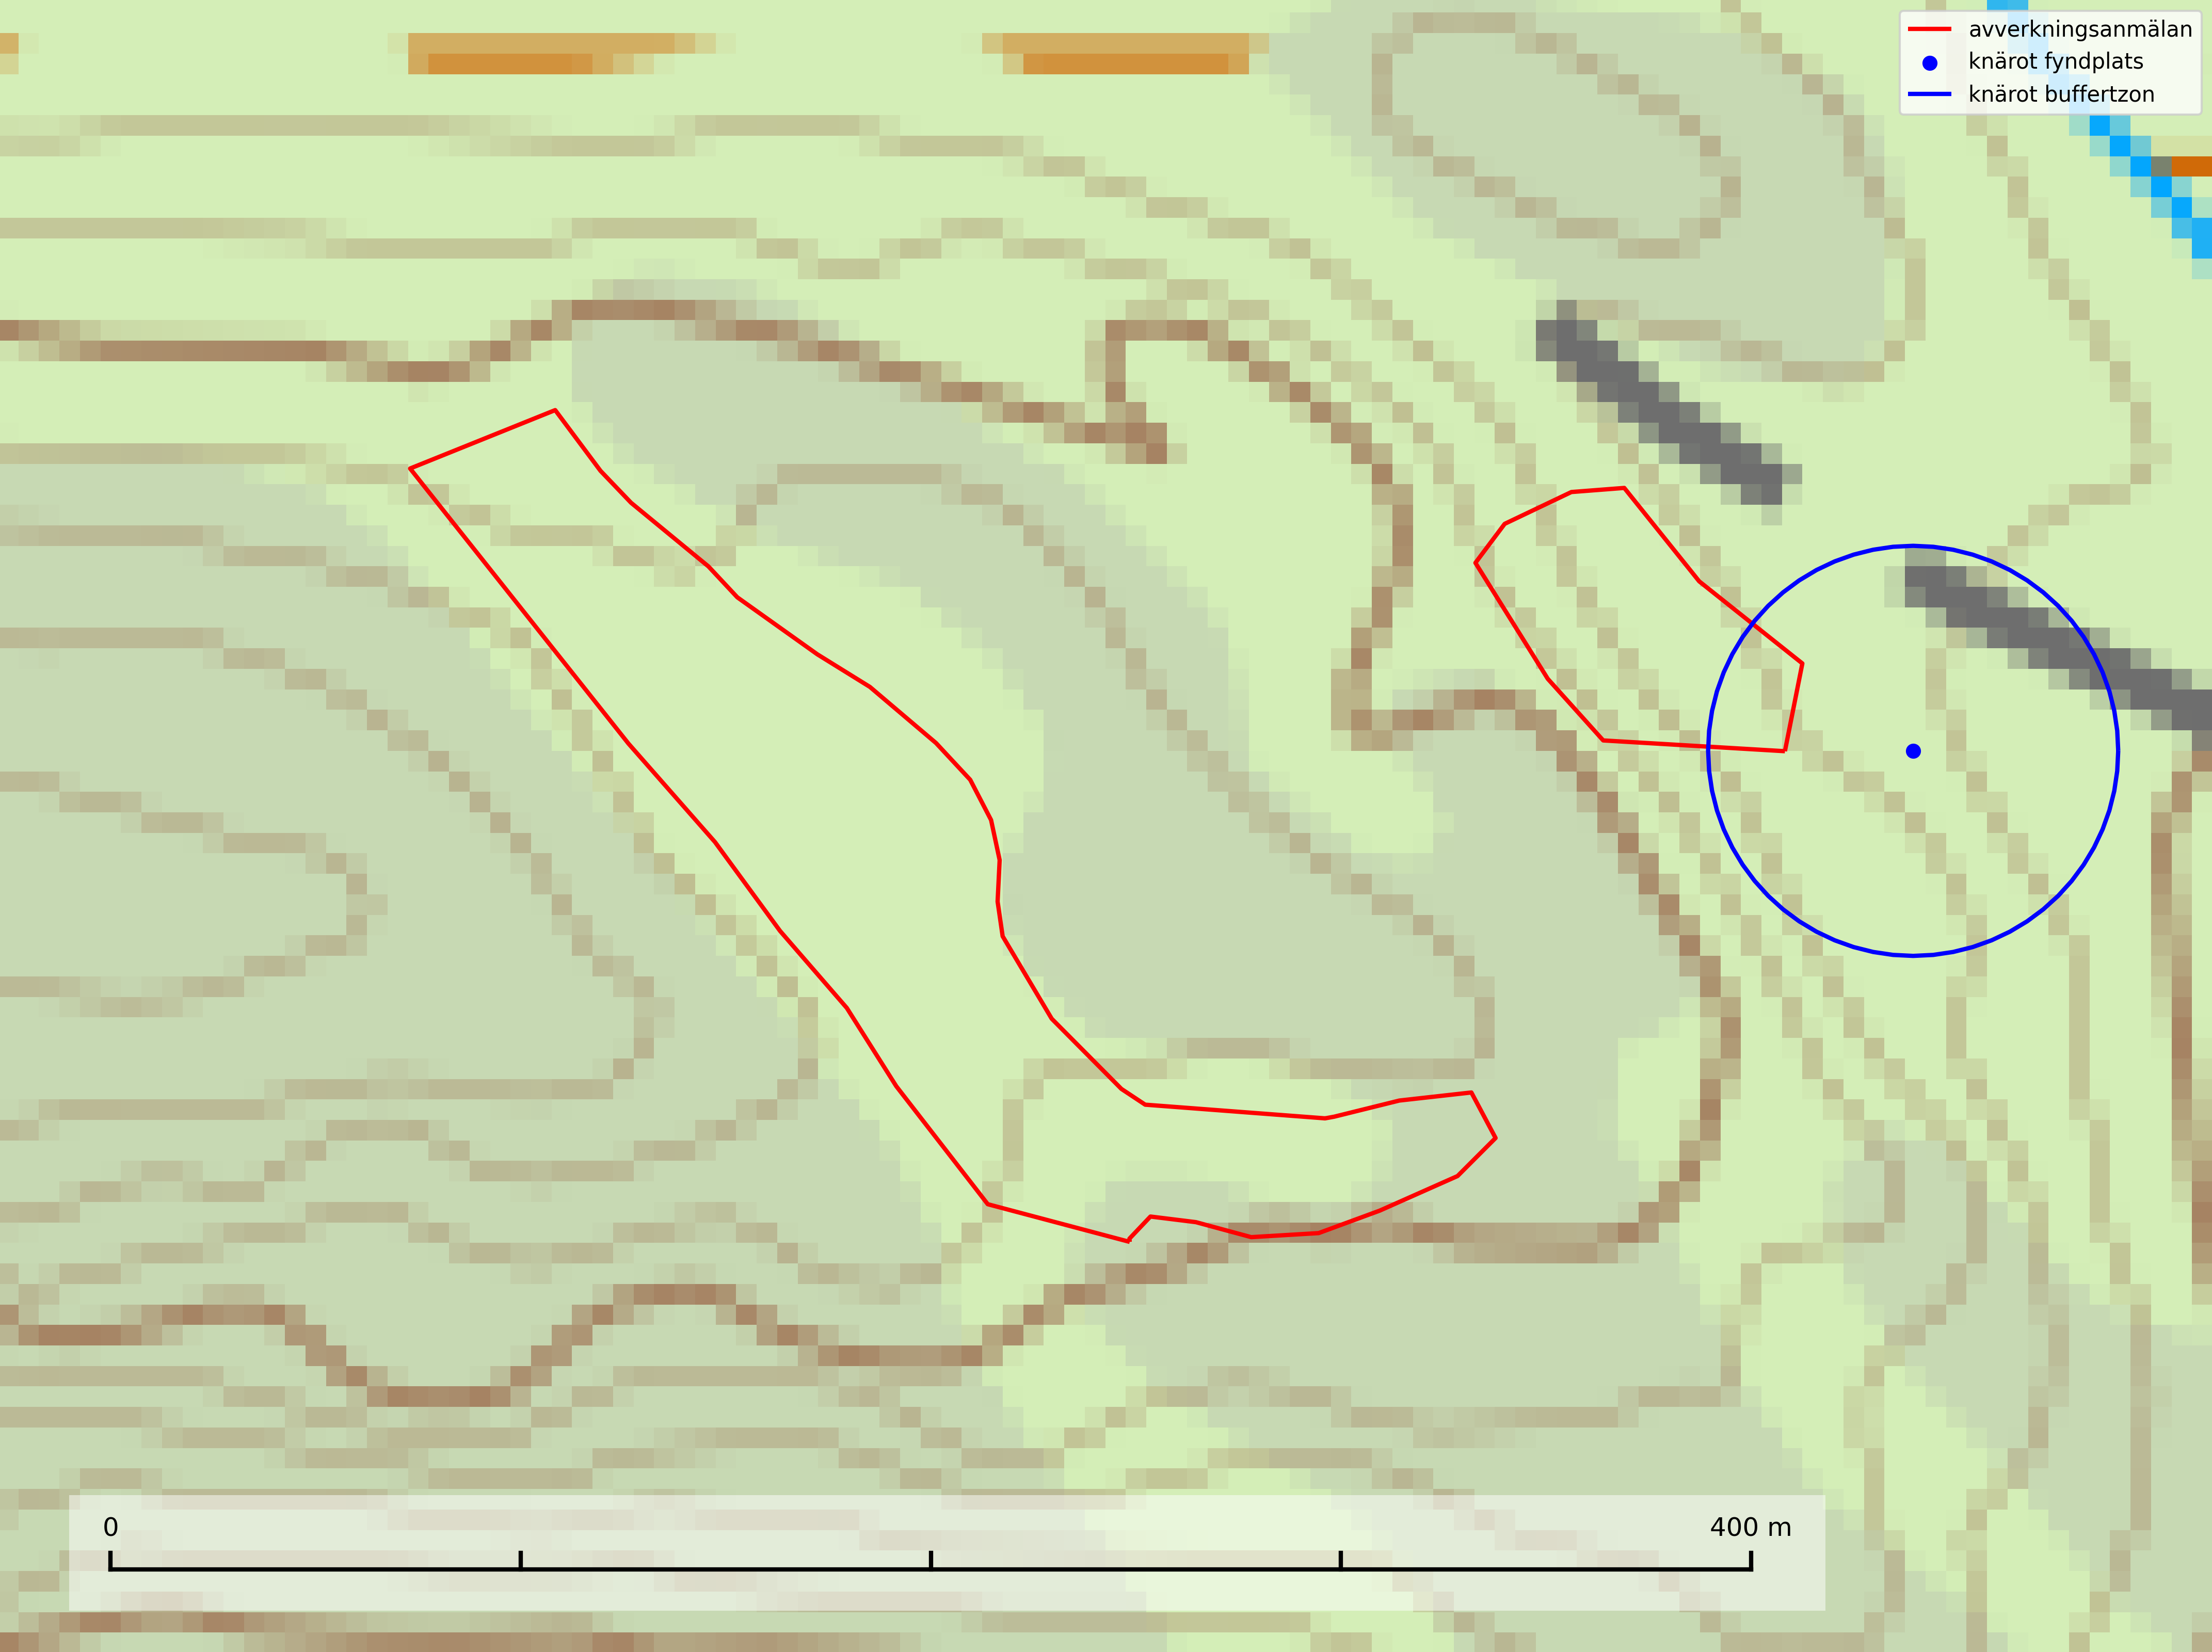 avverkningsanmälan
knärot fyndplats
knärot buffertzon
0
400 m